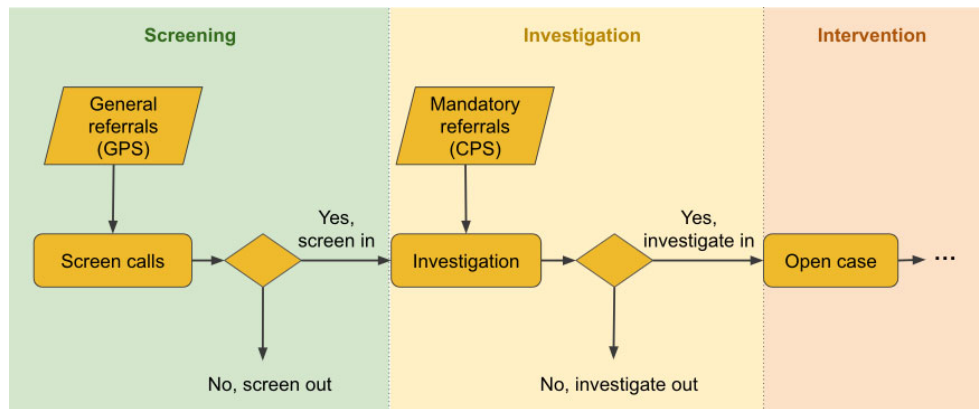 Screening
Investigation
Intervention
General
referrals
(GPS)
Mandatory
referrals
(CPS)
Screen calls
Yes,
screen in
Investigation
Yes,
investigate in
Open case
...
No, screen out
No, investigate out